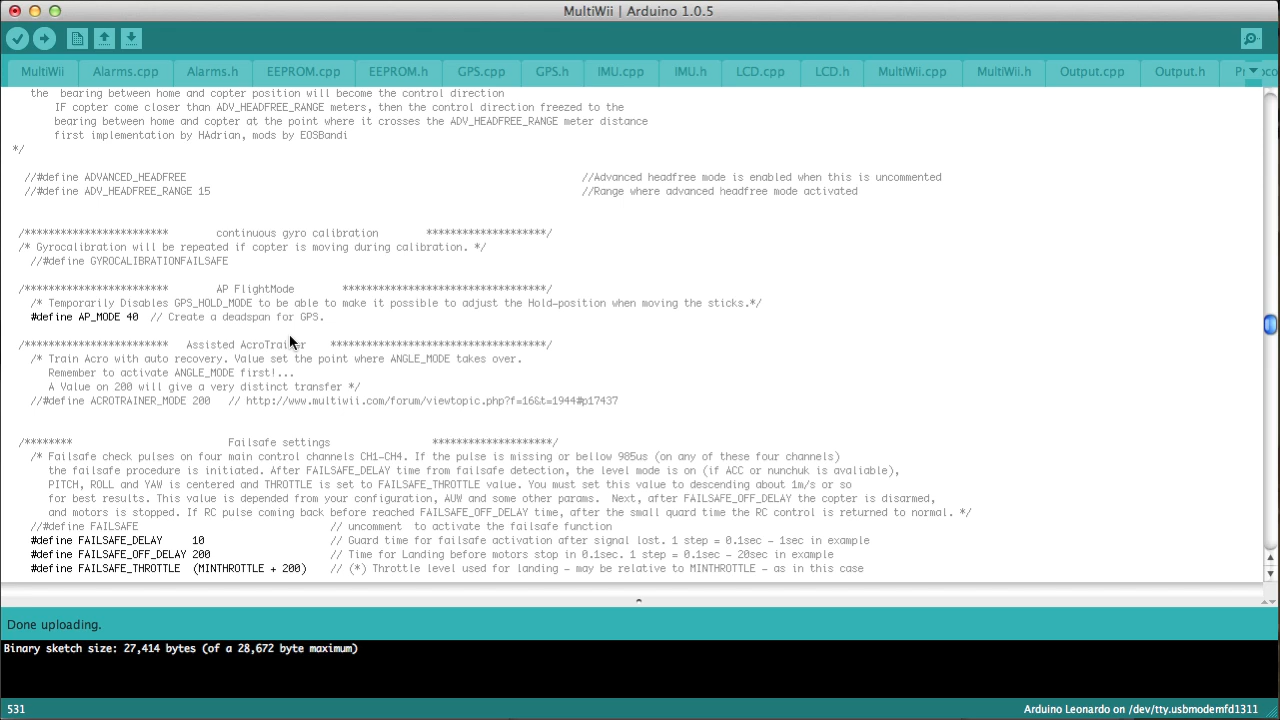 MultiWii | Arduino 1.0.5
MultiWii Alarms.cpp Alarms.h EEPROM.cpp EEPROM.h GPS.cpp GPS.h IMU.cpp IMU.h LCD.cpp LCD.h MultiWii.cpp MultiWii.h Output.cpp Output.h
the  bearing between home and copter position will become the control direction
IF copter come closer than ADV_HEADFREE_RANGE meters, then the control direction freezed to the
bearing between home and copter at the point where it crosses the ADV_HEADFREE_RANGE meter distance
first implementation by HAdrian, mods by EOSBandi
*/
//#define ADVANCED_HEADFREE //Advanced headfree mode is enabled when this is uncommented
//#define ADV_HEADFREE_RANGE 15 //Range where advanced headfree mode activated
/************************ continuous gyro calibration ********************/
/* Gyrocalibration will be repeated if copter is moving during calibration. */
//#define GYROCALIBRATIONFAILSAFE
/************************ AP FlightMode **********************************/
/* Temporarily Disables GPS_HOLD_MODE to be able to make it possible to adjust the Hold-position when moving the sticks.*/
#define AP_MODE 40  // Create a deadspan for GPS.
/************************ Assisted AcroTrainer ************************************/
/* Train Acro with auto recovery. Value set the point where ANGLE_MODE takes over.
Remember to activate ANGLE_MODE first!...
A Value on 200 will give a very distinct transfer */
//#define ACROTRAINER_MODE 200   // http://www.multiwii.com/forum/viewtopic.php?f=16&t=1944#p17437
/******** Failsafe settings ********************/
/* Failsafe check pulses on four main control channels CH1-CH4. If the pulse is missing or bellow 985us (on any of these four channels)
the failsafe procedure is initiated. After FAILSAFE_DELAY time from failsafe detection, the level mode is on (if ACC or nunchuk is avaliable),
PITCH, ROLL and YAW is centered and THROTTLE is set to FAILSAFE_THROTTLE value. You must set this value to descending about 1m/s or so
for best results. This value is depended from your configuration, AUW and some other params.  Next, after FAILSAFE_OFF_DELAY the copter is disarmed,
and motors is stopped. If RC pulse coming back before reached FAILSAFE_OFF_DELAY time, after the small quard time the RC control is returned to normal. */
//#define FAILSAFE // uncomment  to activate the failsafe function
#define FAILSAFE_DELAY     10 // Guard time for failsafe activation after signal lost. 1 step = 0.1sec - 1sec in example
#define FAILSAFE_OFF_DELAY 200 // Time for Landing before motors stop in 0.1sec. 1 step = 0.1sec - 20sec in example
#define FAILSAFE_THROTTLE  (MINTHROTTLE + 200)    // (*) Throttle level used for landing - may be relative to MINTHROTTLE - as in this case
Done uploading.
Binary sketch size: 27,414 bytes (of a 28,672 byte maximum)
531 Arduino Leonardo on /dev/tty.usbmodemfd1311